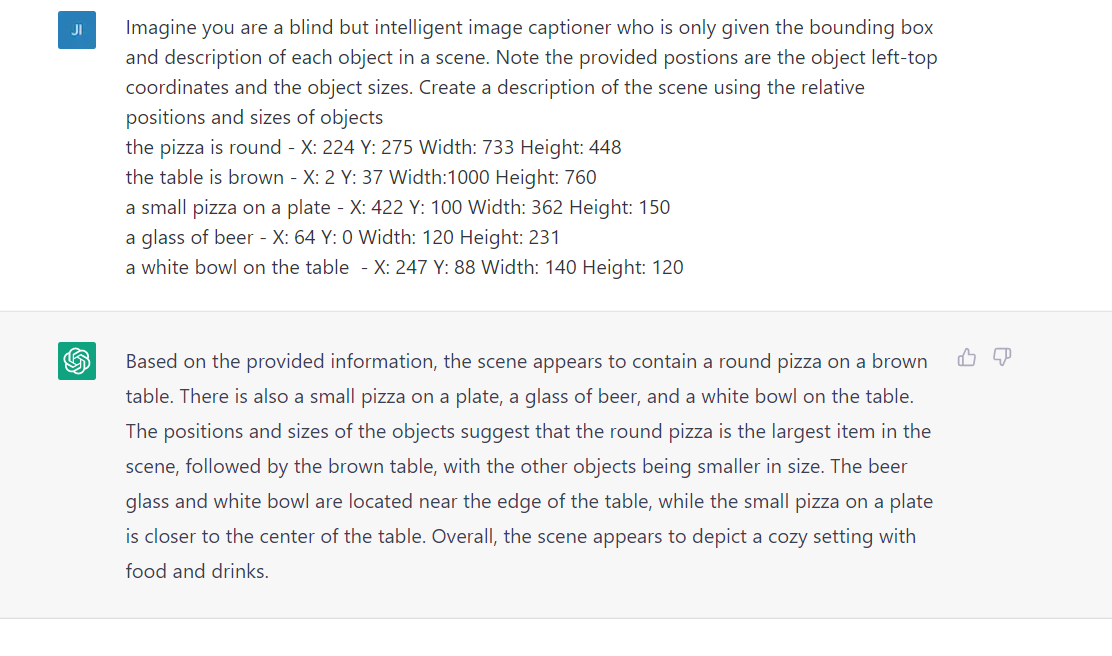 JI
Imagine you are a blind but intelligent image captioner who is only given the bounding box
and description of each object in a scene. Note the provided postions are the object left-top
coordinates and the object sizes. Create a description of the scene using the relative
positions and sizes of objects
the pizza is round - X: 224 Y: 275 Width: 733 Height: 448
the table is brown - X: 2 Y: 37 Width:1000 Height: 760
a small pizza on a plate - X: 422 Y: 100 Width: 362 Height: 150
a glass of beer - X: 64 Y: 0 Width: 120 Height: 231
a white bowl on the table  - X: 247 Y: 88 Width: 140 Height: 120
Based on the provided information, the scene appears to contain a round pizza on a brown
table. There is also a small pizza on a plate, a glass of beer, and a white bowl on the table.
The positions and sizes of the objects suggest that the round pizza is the largest item in the
scene, followed by the brown table, with the other objects being smaller in size. The beer
glass and white bowl are located near the edge of the table, while the small pizza on a plate
is closer to the center of the table. Overall, the scene appears to depict a cozy setting with
food and drinks.